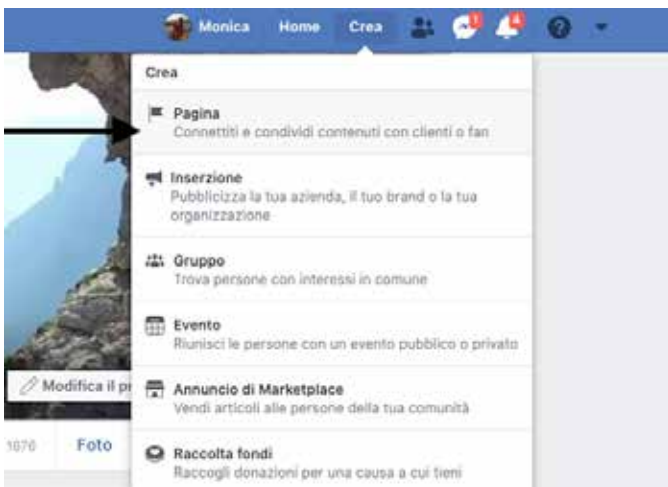 Monica Home Crea 1 4
Crea
Pagina
Connettiti e condividi contenuti con clienti o fan
Inserzione
Pubblicizza la tua azienda, il tuo brand o la tua
organizzazione
Gruppo
Trova persone con interessi in comune
Evento
Riunisci le persone con un evento pubblico o privato
Modifica il pr
Annuncio di Marketplace
Vendi articoli alle persone della tua comunità
1676 Foto
Raccolta fondi
Raccogli donazioni per una causa a cui tieni